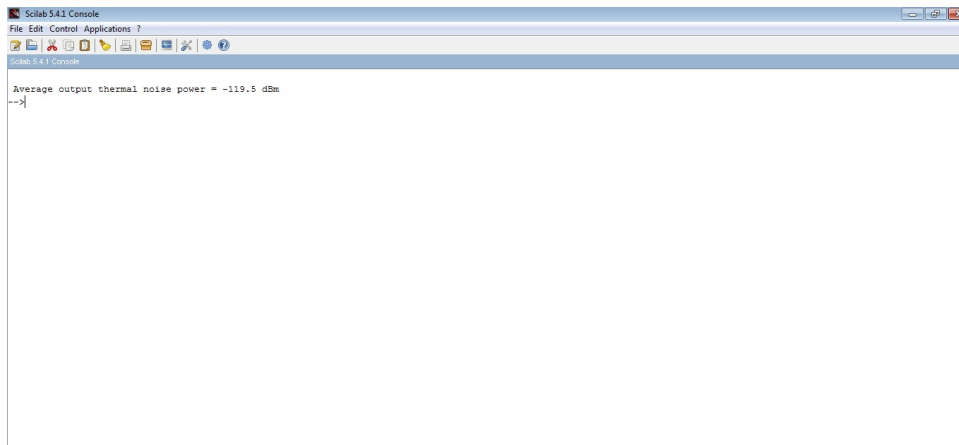 Scilab 5.4.1 Console
File Edit Control Applications ?
Scilab 5.4.1 Console
Average output thermal noise power = -119.5 dBm
-->